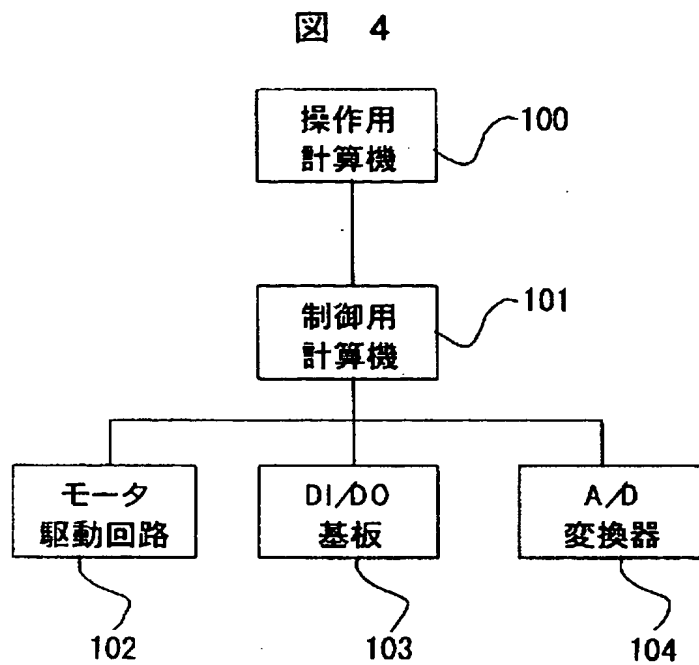 図 4
操作用
計算機
100
制御用
計算機
101
モータ
駆動回路
DI/DO
基板
A/D
変換器
102
103
104